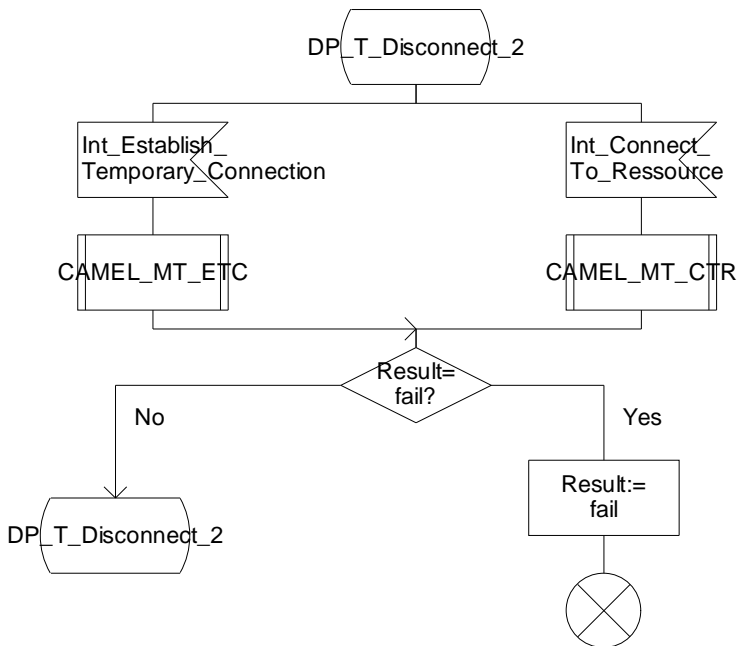 DP_T_Disconnect_2
Int_Establish_
Temporary_Connection
Int_Connect_
To_Ressource
CAMEL_MT_ETC
CAMEL_MT_CTR
Result=
fail?
No
Yes
Result:=
fail
DP_T_Disconnect_2